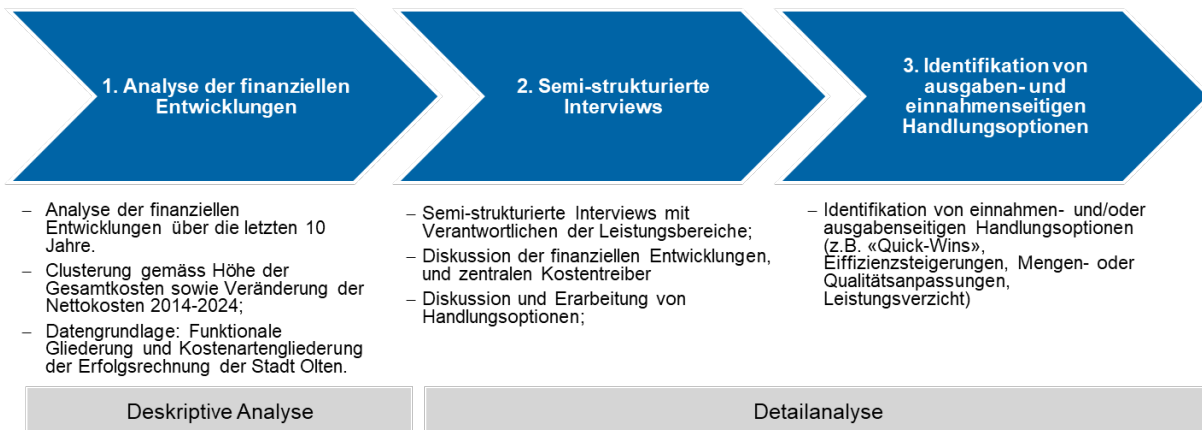 1. Analyse der finanziellen
Entwicklungen
2. Semi-strukturierte
Interviews
3. Identifikation von
ausgaben- und
einnahmenseitigen
Handlungsoptionen
– Analyse der finanziellen
Entwicklungen über die letzten 10
Jahre.
– Clusterung gemäss Höhe der
Gesamtkosten sowie Veränderung der
Nettokosten 2014-2024;
– Datengrundlage: Funktionale
Gliederung und Kostenartengliederung
der Erfolgsrechnung der Stadt Olten.
– Semi-strukturierte Interviews mit
Verantwortlichen der Leistungsbereiche;
– Diskussion der finanziellen Entwicklungen,
und zentralen Kostentreiber
– Diskussion und Erarbeitung von
Handlungsoptionen;
– Identifikation von einnahmen- und/oder
ausgabenseitigen Handlungsoptionen
(z.B. «Quick-Wins»,
Eiffizienzsteigerungen, Mengen- oder
Qualitätsanpassungen,
Leistungsverzicht)
Deskriptive Analyse
Detailanalyse